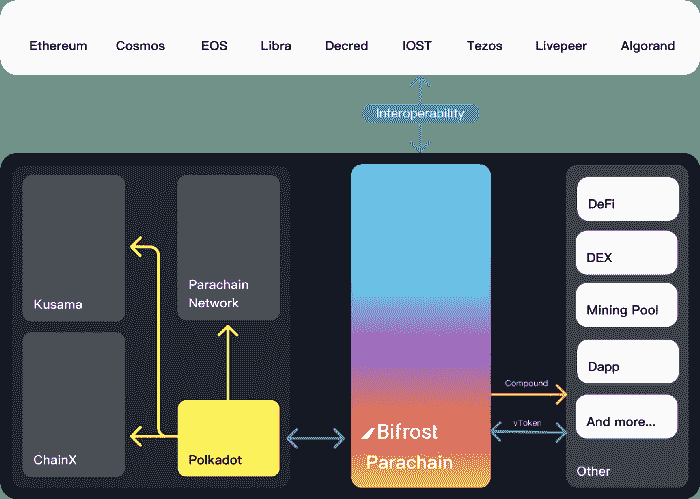 Ethereum Cosmos EOS Libra Decred IOST Tezos Livepeer Algorand
Interoperability
Kusama
Parachain
Network
ChainX
Polkadot
Bifrost
Parachain
Compound
vToken
DeFi
DEX
Mining Pool
Dapp
And more...
Other